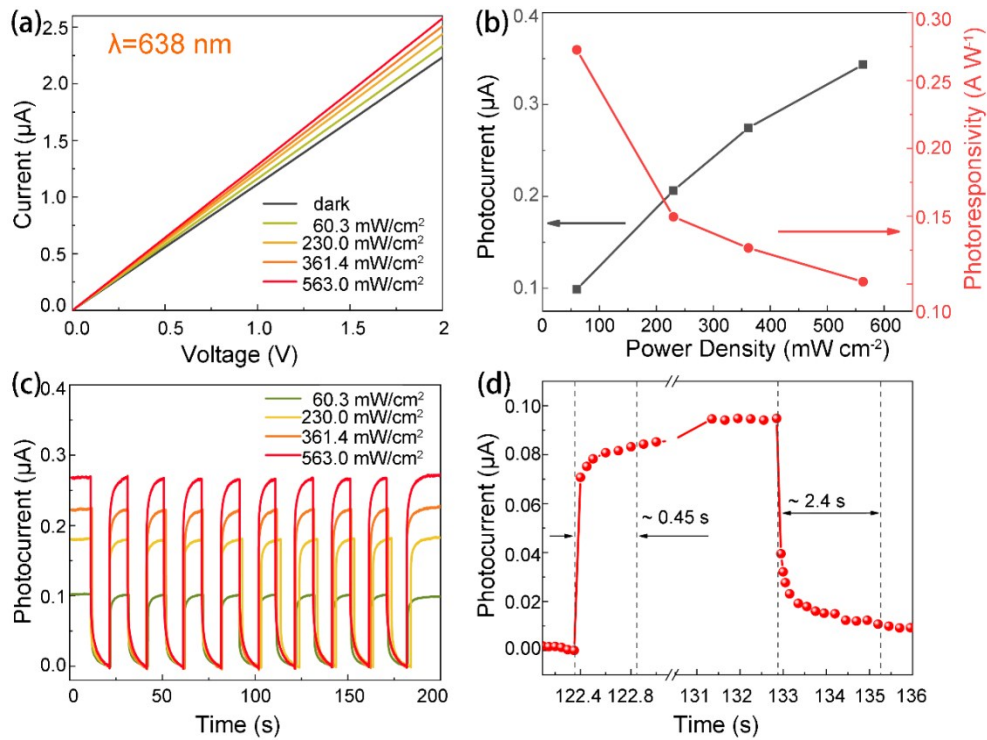 (a)
λ=638 nm
Current (μA)
2.5
2.0
1.5
1.0
0.5
0.0
dark
60.3 mW/cm²
230.0 mW/cm²
361.4 mW/cm²
563.0 mW/cm²
0.0 0.5 1.0 1.5 2
Voltage (V)
(b)
Photocurrent (μA)
0.4
0.3
0.2
0.1
0.30
0.25
0.20
0.15
0.10
Photoresponsivity (A W⁻¹)
0 100 200 300 400 500 600
Power Density (mW cm⁻²)
(c)
Photocurrent (μA)
0.4
0.3
0.2
0.1
0.0
60.3 mW/cm²
230.0 mW/cm²
361.4 mW/cm²
563.0 mW/cm²
0 50 100 150 200
Time (s)
(d)
Photocurrent (μA)
0.10
0.08
0.06
0.04
0.02
0.00
~ 0.45 s
~ 2.4 s
122.4 122.8 131 132 133 134 135 136
Time (s)